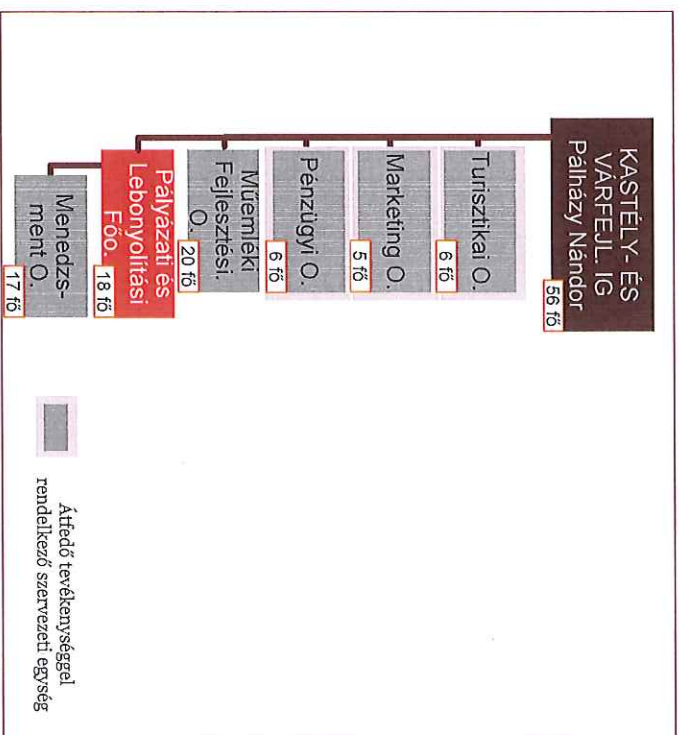 KASTÉLY- ÉS
VÁRFEJL. IG
Pálházy Nándor
56 fő
Turisztikai O.
6 fő
Marketing O.
5 fő
Pénzügyi O.
6 fő
Műemléki
Fejlesztési.
O.
20 fő
Pályázati és
Lebonyolítási
Főo.
18 fő
Menedzs-
ment O.
17 fő
Átfedő tevékenységgel
rendelkező szervezeti egység